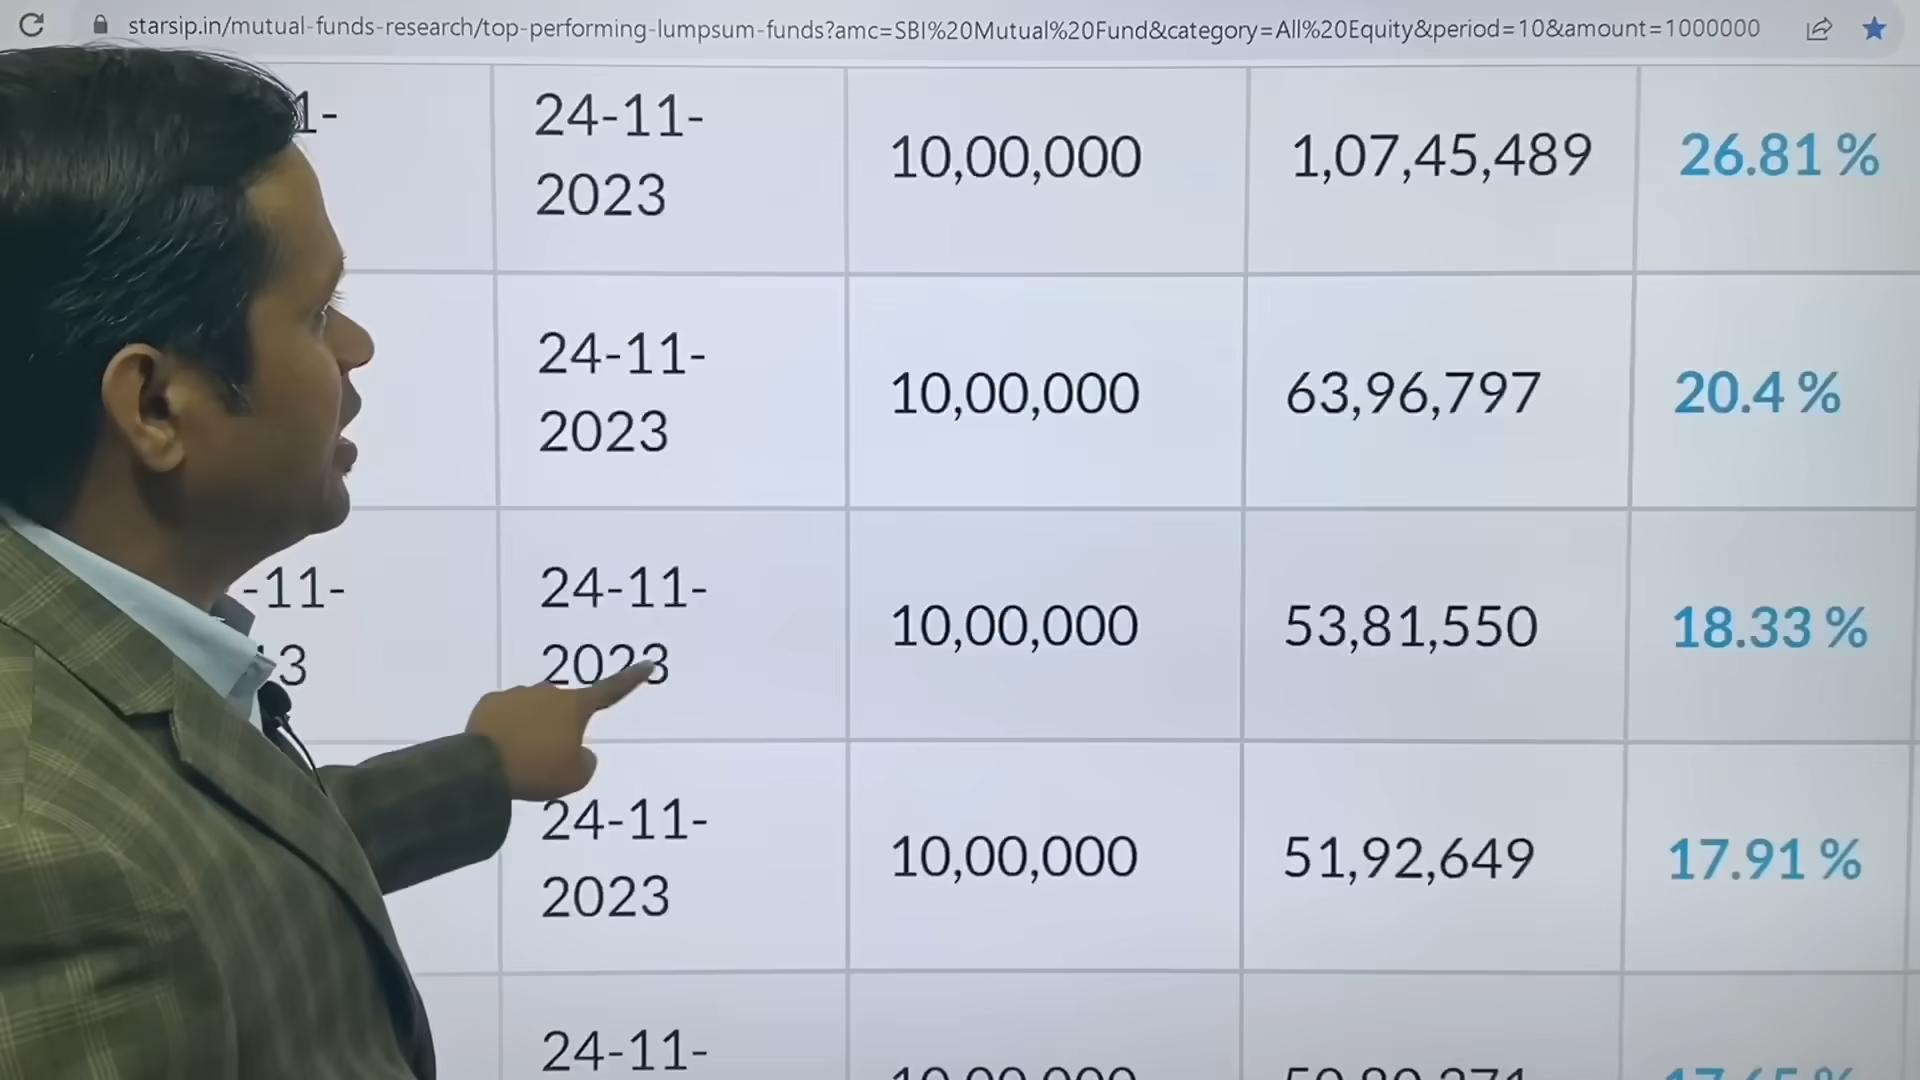 starsip.in/mutual-funds-research/top-performing-lumpsum-funds?amc=SBI%20Mutual%20Fund&category=All%20Equity&period=10&amount=1000000
1- 24-11-2023 10,00,000 1,07,45,489 26.81 %
24-11-2023 10,00,000 63,96,797 20.4 %
-11-3 24-11-2023 10,00,000 53,81,550 18.33 %
24-11-2023 10,00,000 51,92,649 17.91 %
24-11-